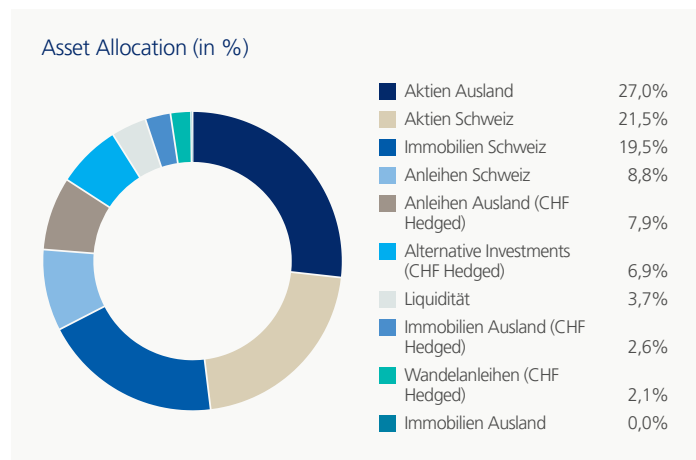 Asset Allocation (in %)
Aktien Ausland 27,0%
Aktien Schweiz 21,5%
Immobilien Schweiz 19,5%
Anleihen Schweiz 8,8%
Anleihen Ausland (CHF
Hedged) 7,9%
Alternative Investments
(CHF Hedged) 6,9%
Liquidität 3,7%
Immobilien Ausland (CHF
Hedged) 2,6%
Wandelanleihen (CHF
Hedged) 2,1%
Immobilien Ausland 0,0%